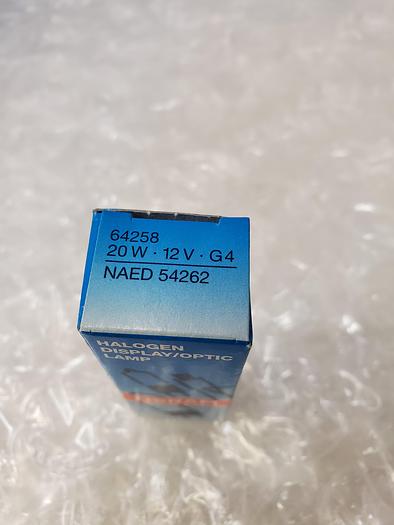 64258
20 W · 12 V · G4
NAED 54262
HALOGEN
DISPLAY/OPTIC
LAMP